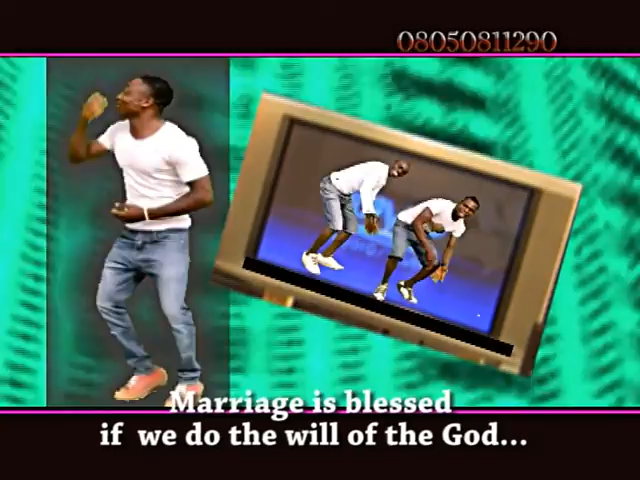 08050811290
Marriage is blessed
if we do the will of the God...